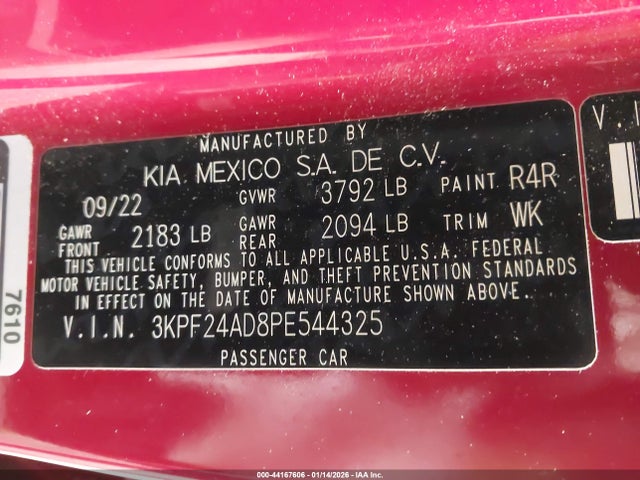 MANUFACTURED BY
KIA MEXICO S.A. DE C.V.
09/22 GVWR 3792 LB PAINT R4R
GAWR FRONT 2183 LB GAWR REAR 2094 LB TRIM WK
THIS VEHICLE CONFORMS TO ALL APPLICABLE U.S.A. FEDERAL
MOTOR VEHICLE SAFETY, BUMPER, AND THEFT PREVENTION STANDARDS
IN EFFECT ON THE DATE OF MANUFACTURE SHOWN ABOVE.
V.I.N. 3KPF24AD8PE544325
PASSENGER CAR
7610
V.I
000-44167606 - 01/14/2026 - IAA Inc.